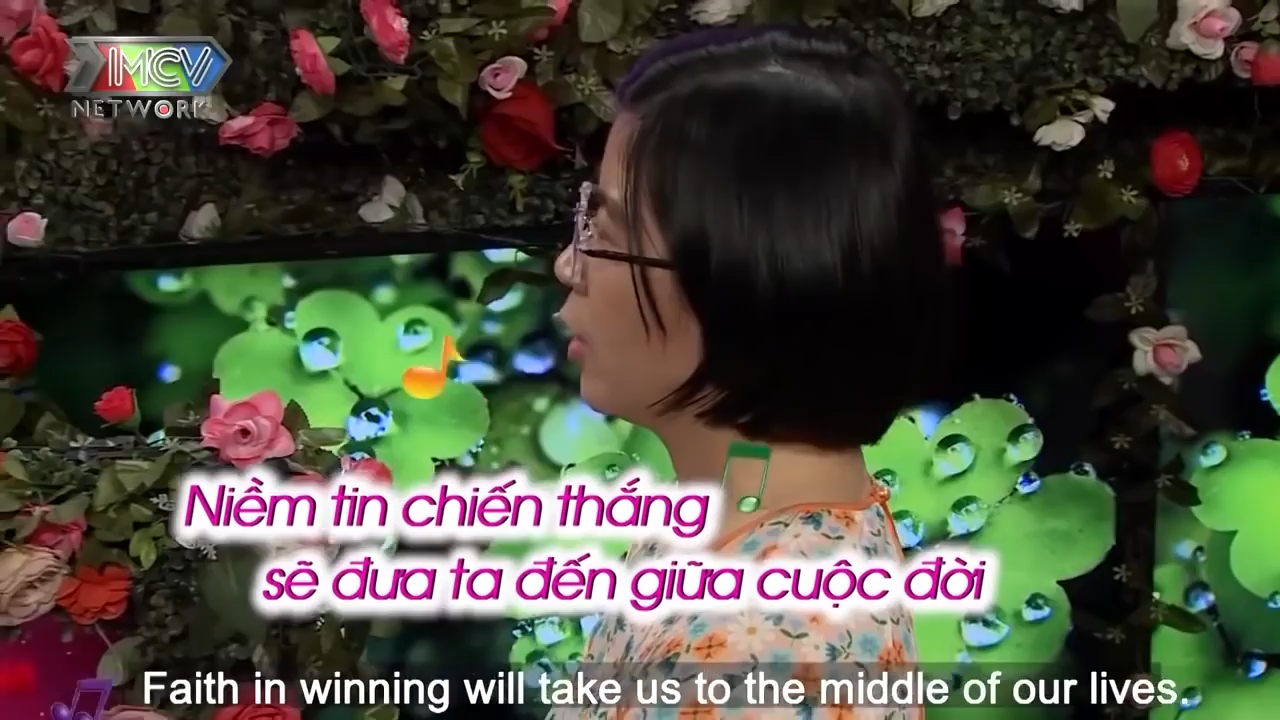 MCV
NETWORK
Niềm tin chiến thắng
sẽ đưa ta đến giữa cuộc đời
Faith in winning will take us to the middle of our lives.